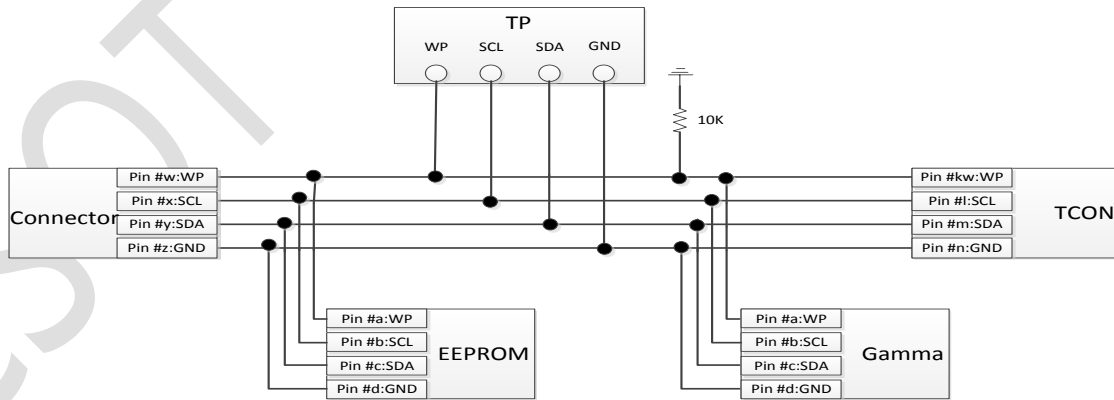 TP
WP SCL SDA GND
10K
Connector
Pin #w:WP
Pin #x:SCL
Pin #y:SDA
Pin #z:GND
Pin #kw:WP
Pin #l:SCL
Pin #m:SDA
Pin #n:GND
TCON
Pin #a:WP
Pin #b:SCL
Pin #c:SDA
Pin #d:GND
EEPROM
Pin #a:WP
Pin #b:SCL
Pin #c:SDA
Pin #d:GND
Gamma